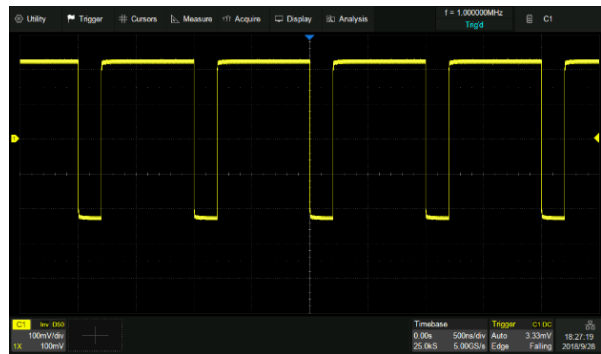 Utility Trigger Cursors Measure Acquire Display Analysis f = 1.000000MHz C1
Trig'd
C1 Inv D50 Timebase Trigger C1 DC
100mV/div 0.00s 500ns/div Auto 3.33mV 18:27:19
1X 100mV 25.0kS 5.00GS/s Edge Falling 2018/9/28